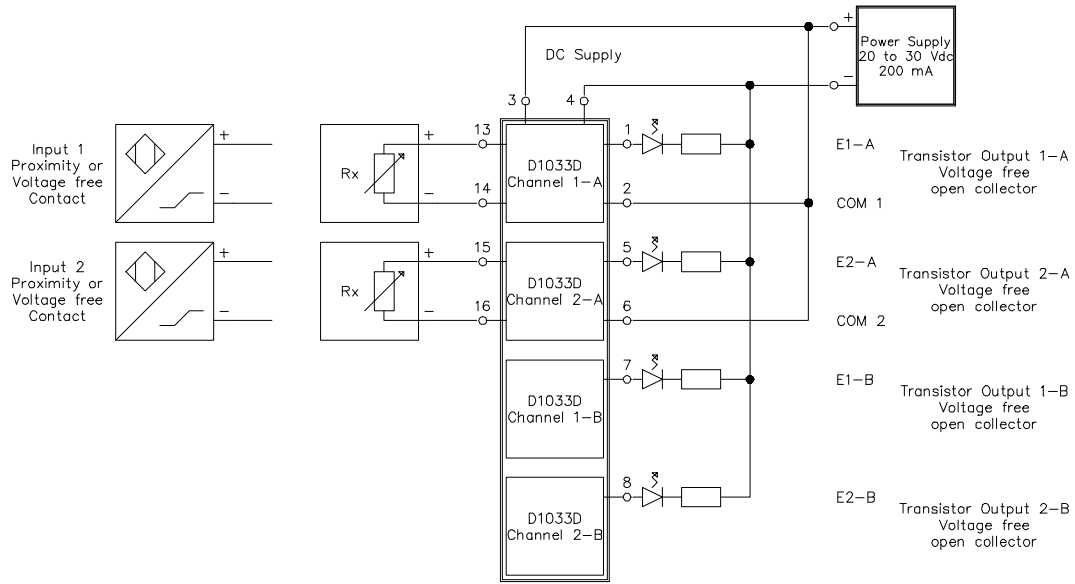 +
Power Supply
20 to 30 Vdc
200 mA
−
DC Supply
3
4
Input 1
Proximity or
Voltage free
Contact
+
−
Rx
+
−
13
14
D1033D
Channel 1−A
1
2
E1−A
COM 1
Transistor Output 1−A
Voltage free
open collector
Input 2
Proximity or
Voltage free
Contact
+
−
Rx
+
−
15
16
D1033D
Channel 2−A
5
6
E2−A
COM 2
Transistor Output 2−A
Voltage free
open collector
D1033D
Channel 1−B
7
E1−B
Transistor Output 1−B
Voltage free
open collector
D1033D
Channel 2−B
8
E2−B
Transistor Output 2−B
Voltage free
open collector